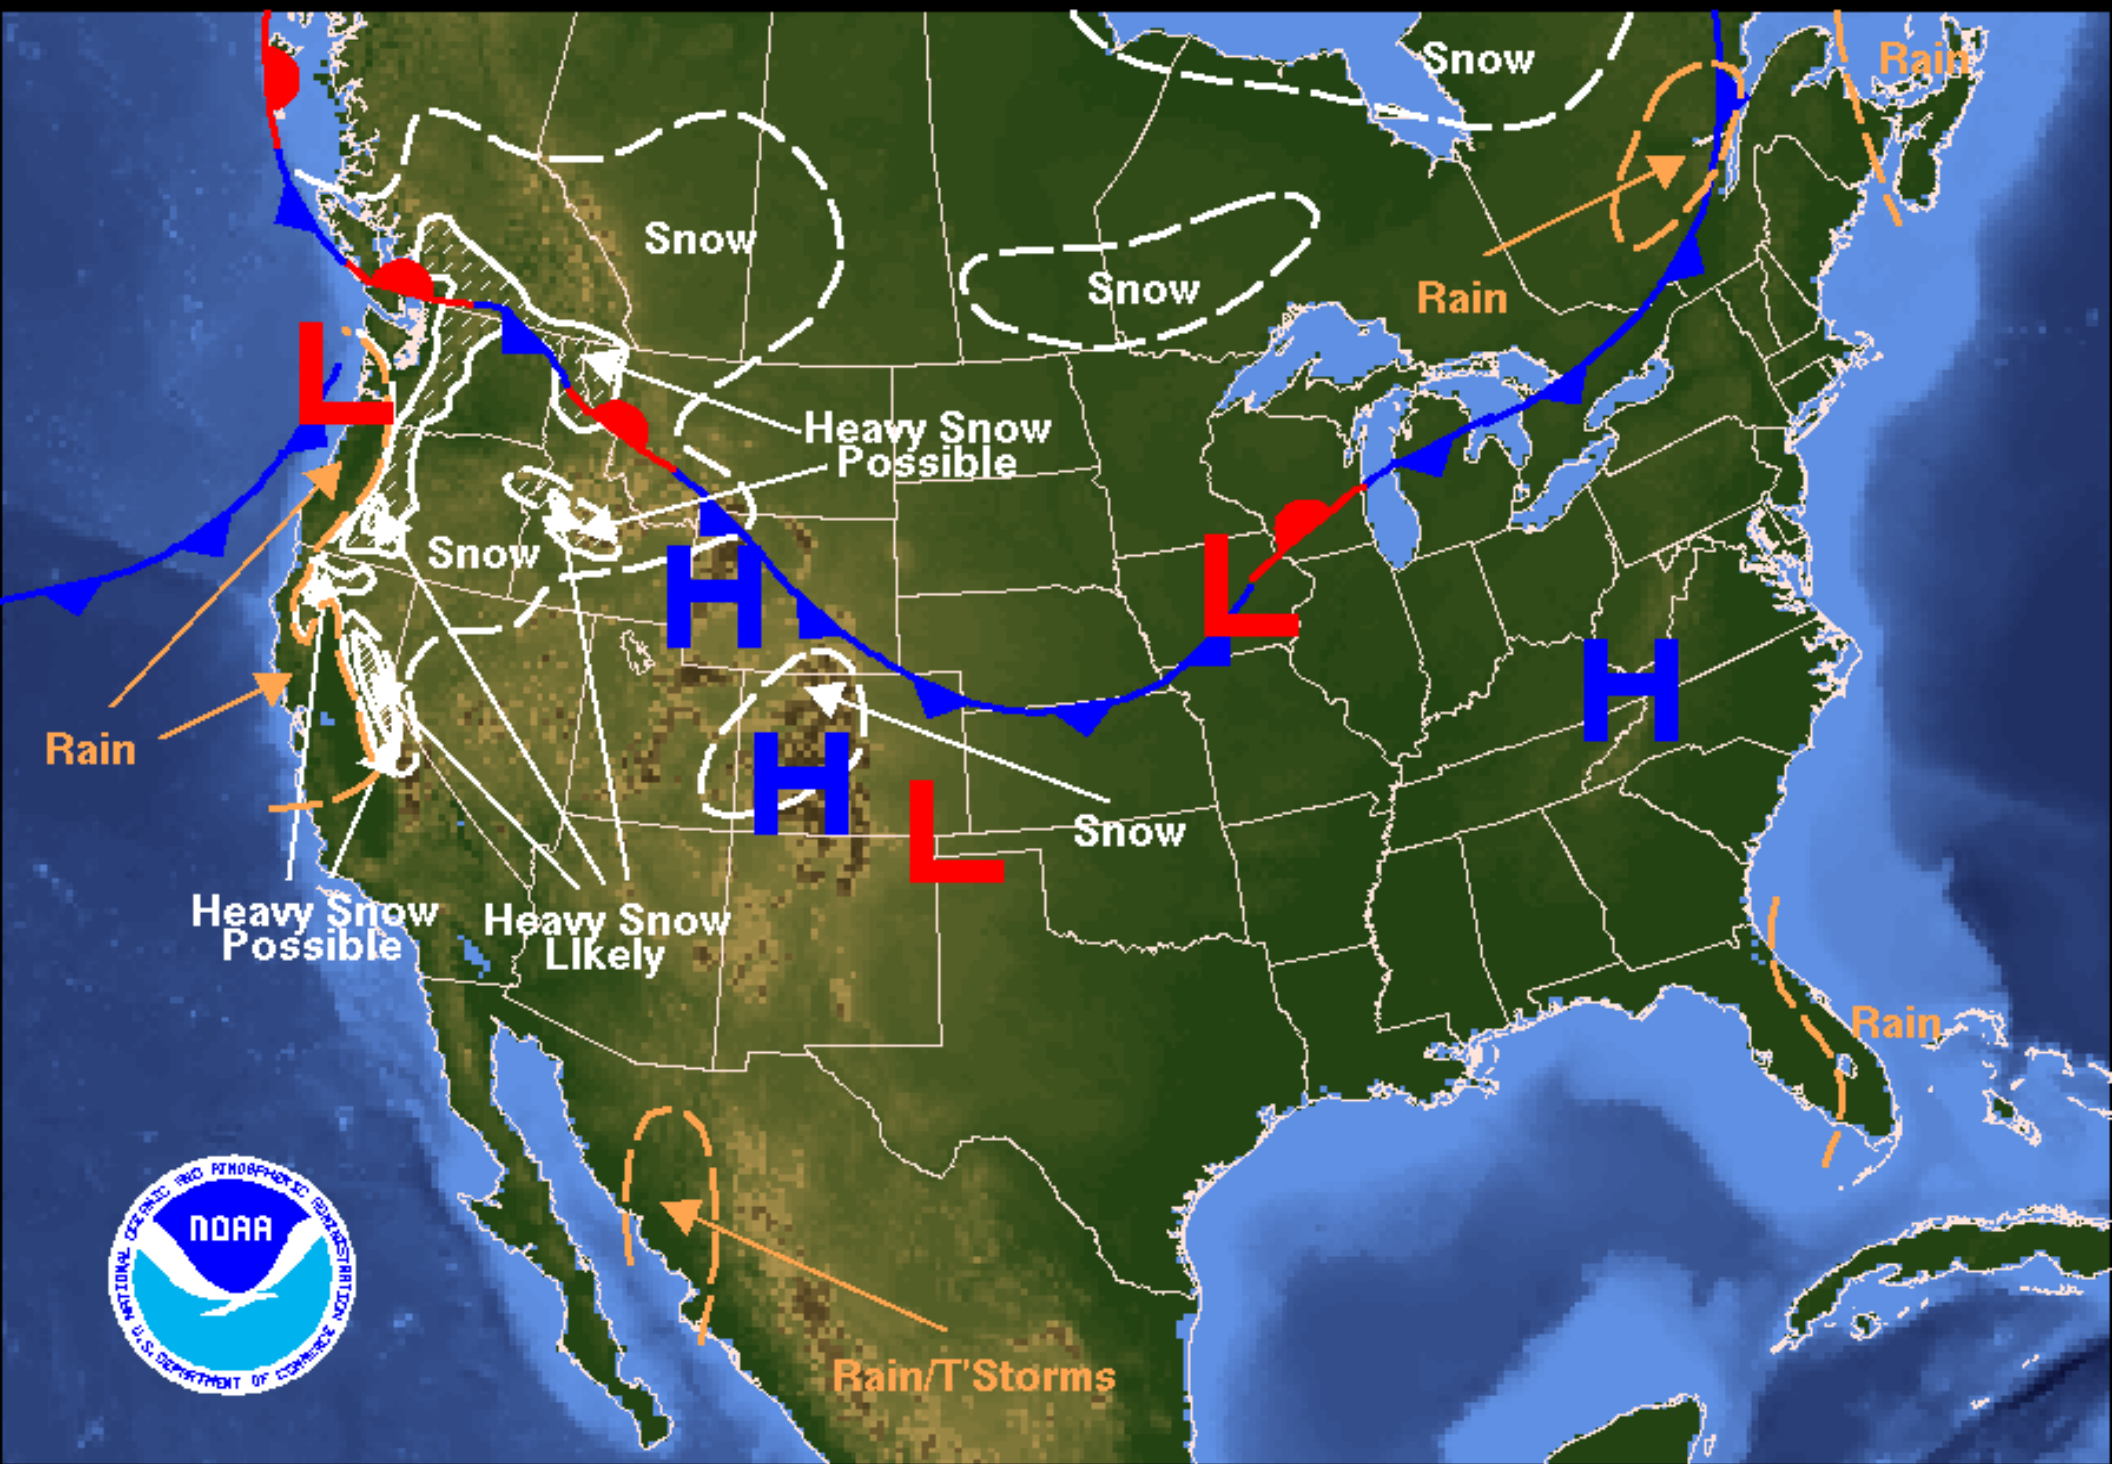 Snow
Rain
Snow
Snow
Rain
Heavy Snow
Possible
Snow
L
L
H
H
H
L
Rain
Snow
Heavy Snow
Possible
Heavy Snow
LIkely
Rain
Rain/T'Storms
NATIONAL OCEANIC AND ATMOSPHERIC ADMINISTRATION
NOAA
U.S. DEPARTMENT OF COMMERCE